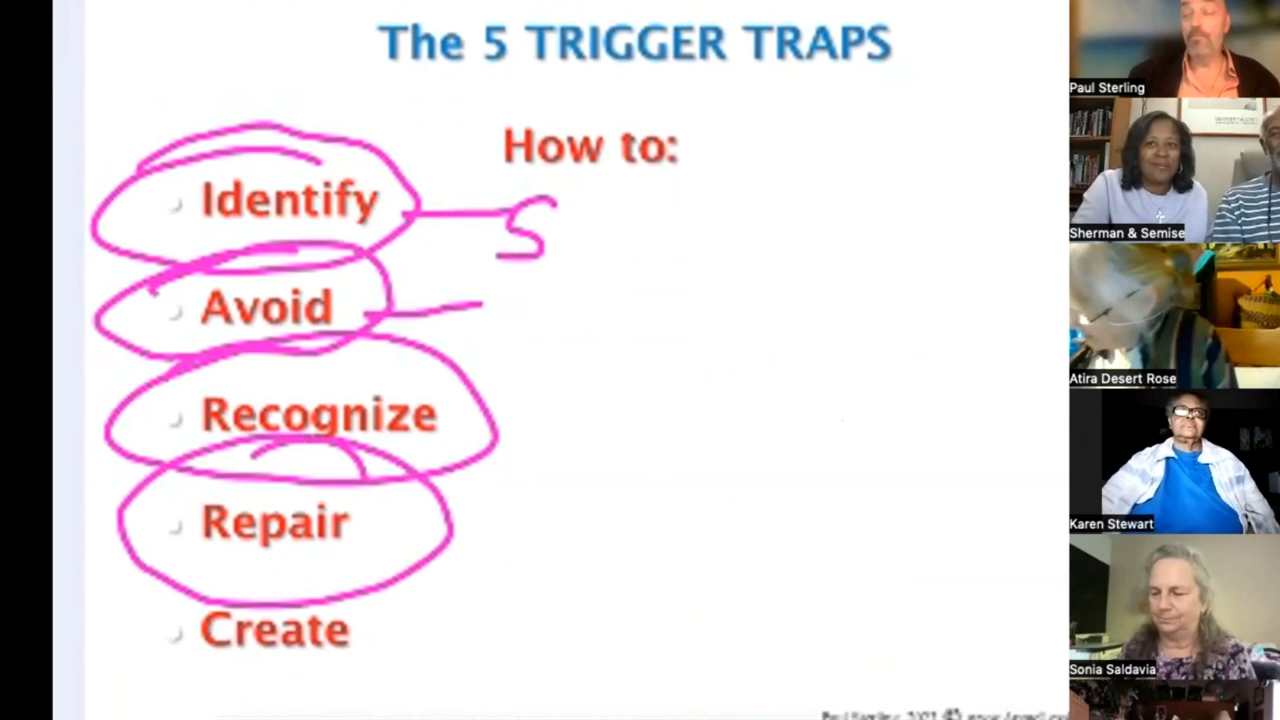 The 5 TRIGGER TRAPS
How to:
Identify
S
Avoid
Recognize
Repair
Create
Paul Sterling
Sherman & Semise
Atira Desert Rose
Karen Stewart
Sonia Saldavia